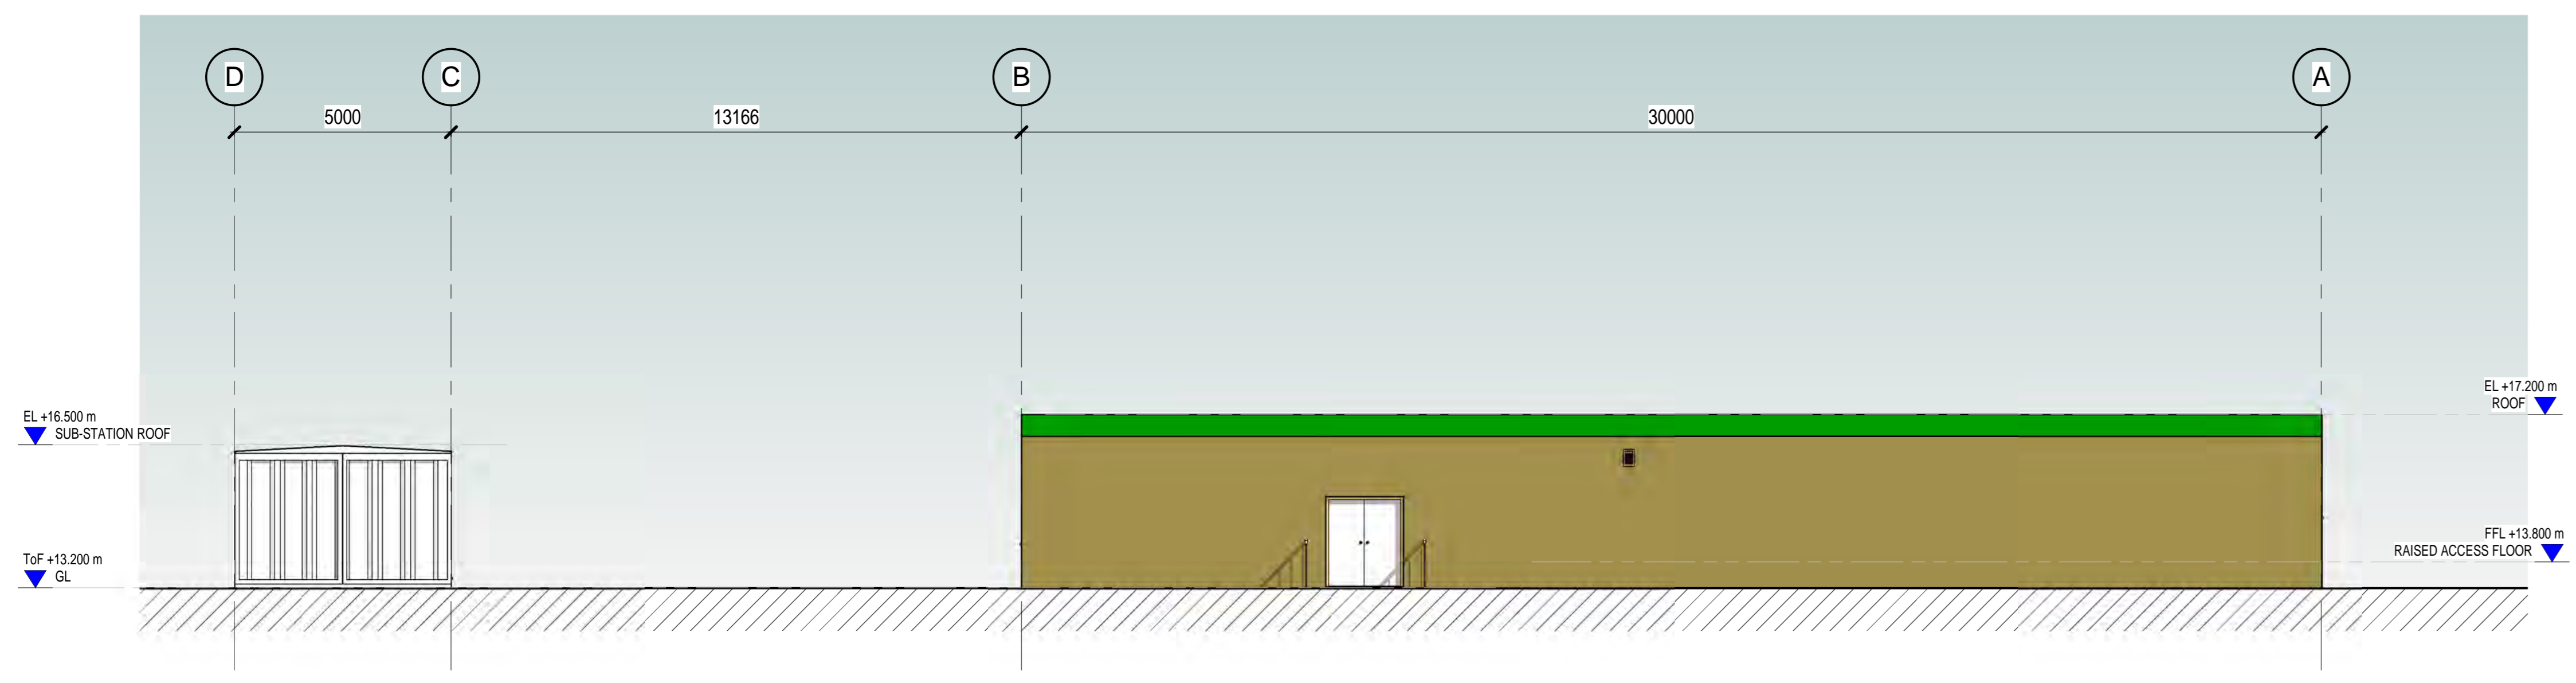 D
C
B
A
5000
13166
30000
EL +17.200 m
ROOF
EL +16.500 m
SUB-STATION ROOF
FFL +13.800 m
RAISED ACCESS FLOOR
ToF +13.200 m
GL